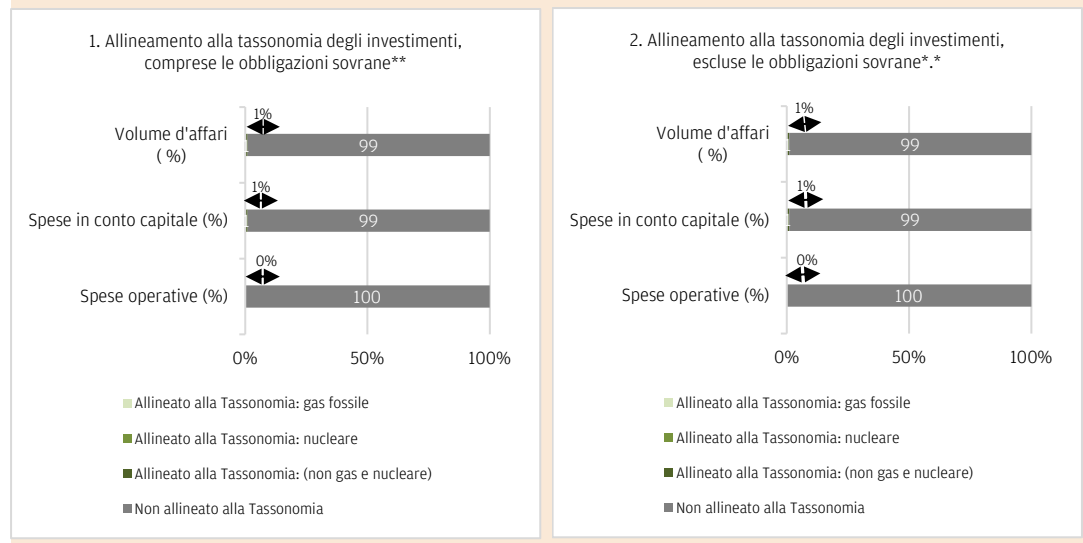 1. Allineamento alla tassonomia degli investimenti,
comprese le obbligazioni sovrane**
1%
Volume d'affari
( %)
1
99
1%
Spese in conto capitale (%)
1
99
0%
Spese operative (%)
100
0%
50%
100%
Allineato alla Tassonomia: gas fossile
Allineato alla Tassonomia: nucleare
Allineato alla Tassonomia: (non gas e nucleare)
Non allineato alla Tassonomia
2. Allineamento alla tassonomia degli investimenti,
escluse le obbligazioni sovrane*.*
1%
Volume d'affari
( %)
1
99
1%
Spese in conto capitale (%)
1
99
0%
Spese operative (%)
100
0%
50%
100%
Allineato alla Tassonomia: gas fossile
Allineato alla Tassonomia: nucleare
Allineato alla Tassonomia: (non gas e nucleare)
Non allineato alla Tassonomia